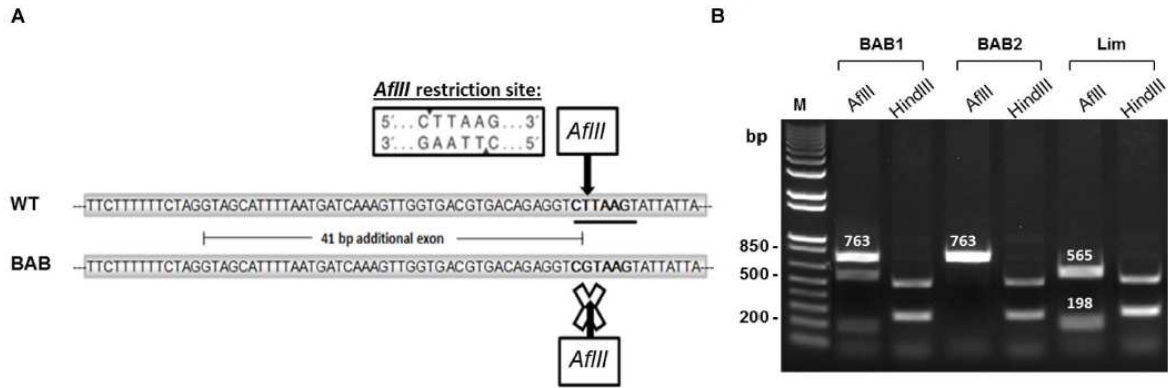 A
AflII restriction site:
5′...CTTAAG...3′
3′...GAATTC...5′
AflII
WT
--TTCTTTTTTCTAGGTAGCATTTTAATGATCAAAGTTGGTGACGTGACAGAGGTCTTAAGTATTATTA--
41 bp additional exon
BAB
--TTCTTTTTTCTAGGTAGCATTTTAATGATCAAAGTTGGTGACGTGACAGAGGTCGTAAGTATTATTA--
AflII
B
BAB1 BAB2 Lim
M AflII HindIII AflII HindIII AflII HindIII
bp
850 - 763 763 565
500 -
200 - 198